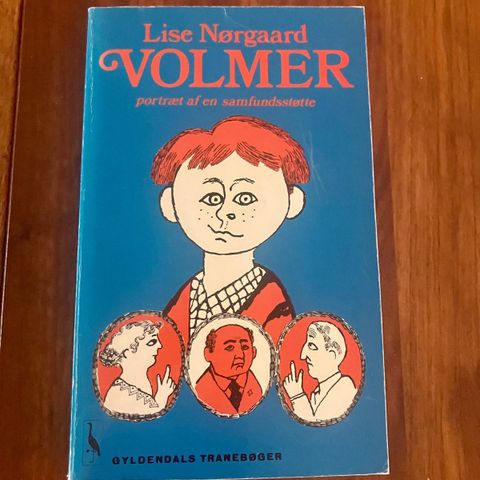 Lise Nørgaard
VOLMER
portræt af en samfundsstøtte
GYLDENDALS TRANEBØGER